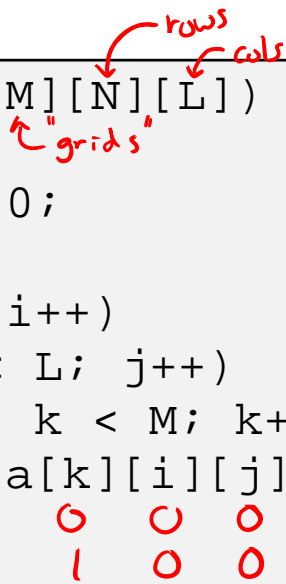 rows
cols
M][N][L])
"grids"
0;
i++)
L; j++)
k < M; k+
a[k][i][j]
0 0 0
1 0 0